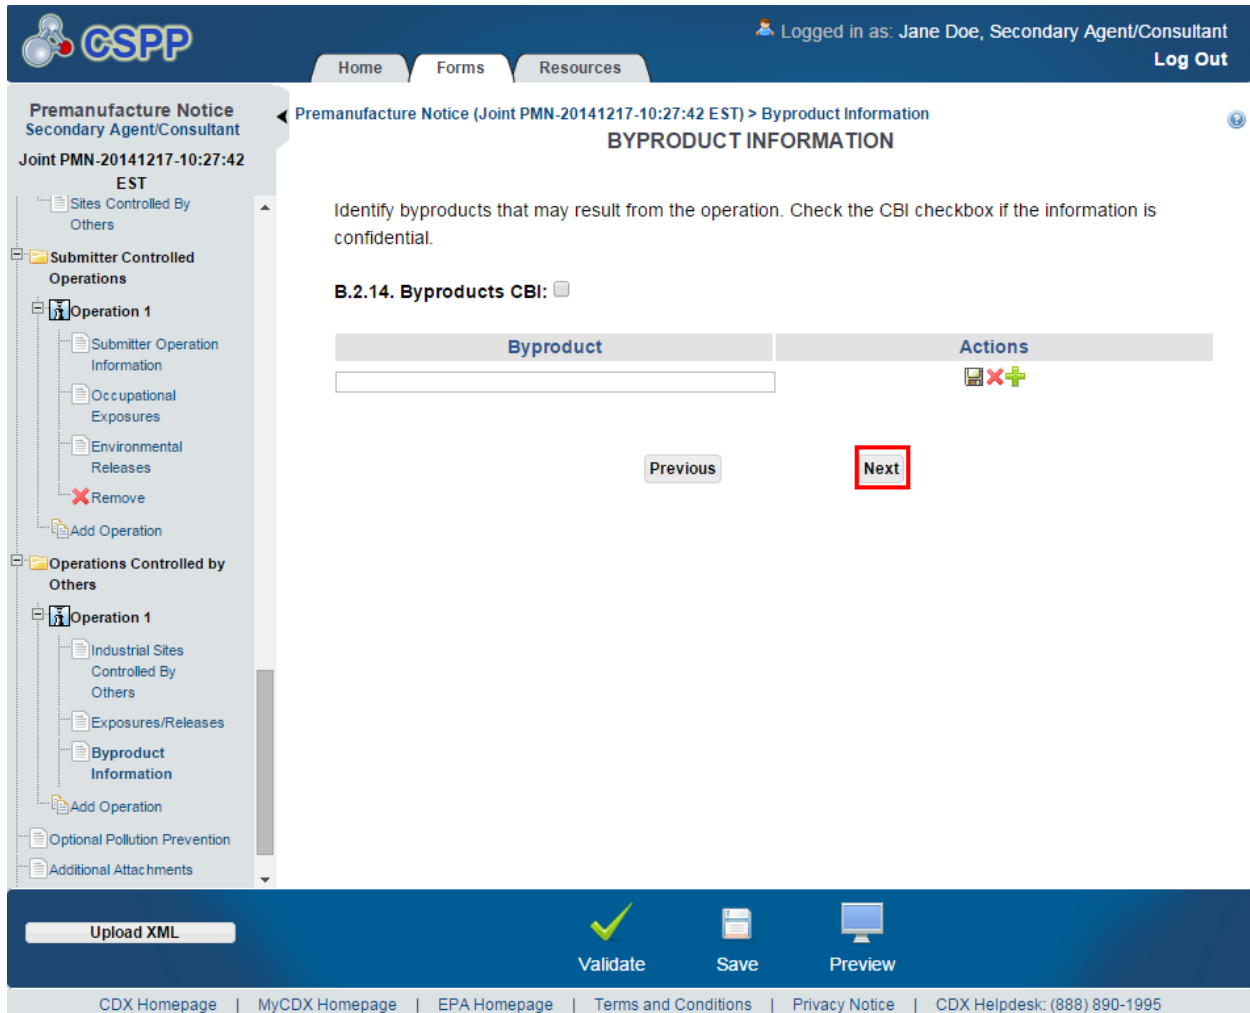 CSPP
Logged in as: Jane Doe, Secondary Agent/Consultant
Log Out
Home
Forms
Resources
Premanufacture Notice
Secondary Agent/Consultant
Joint PMN-20141217-10:27:42
EST
Sites Controlled By
Others
Submitter Controlled
Operations
Operation 1
Submitter Operation
Information
Occupational
Exposures
Environmental
Releases
Remove
Add Operation
Operations Controlled by
Others
Operation 1
Industrial Sites
Controlled By
Others
Exposures/Releases
Byproduct
Information
Add Operation
Optional Pollution Prevention
Additional Attachments
Premanufacture Notice (Joint PMN-20141217-10:27:42 EST) > Byproduct Information
BYPRODUCT INFORMATION
Identify byproducts that may result from the operation. Check the CBI checkbox if the information is
confidential.
B.2.14. Byproducts CBI:
Byproduct Actions
Previous Next
Upload XML
Validate Save Preview
CDX Homepage | MyCDX Homepage | EPA Homepage | Terms and Conditions | Privacy Notice | CDX Helpdesk: (888) 890-1995